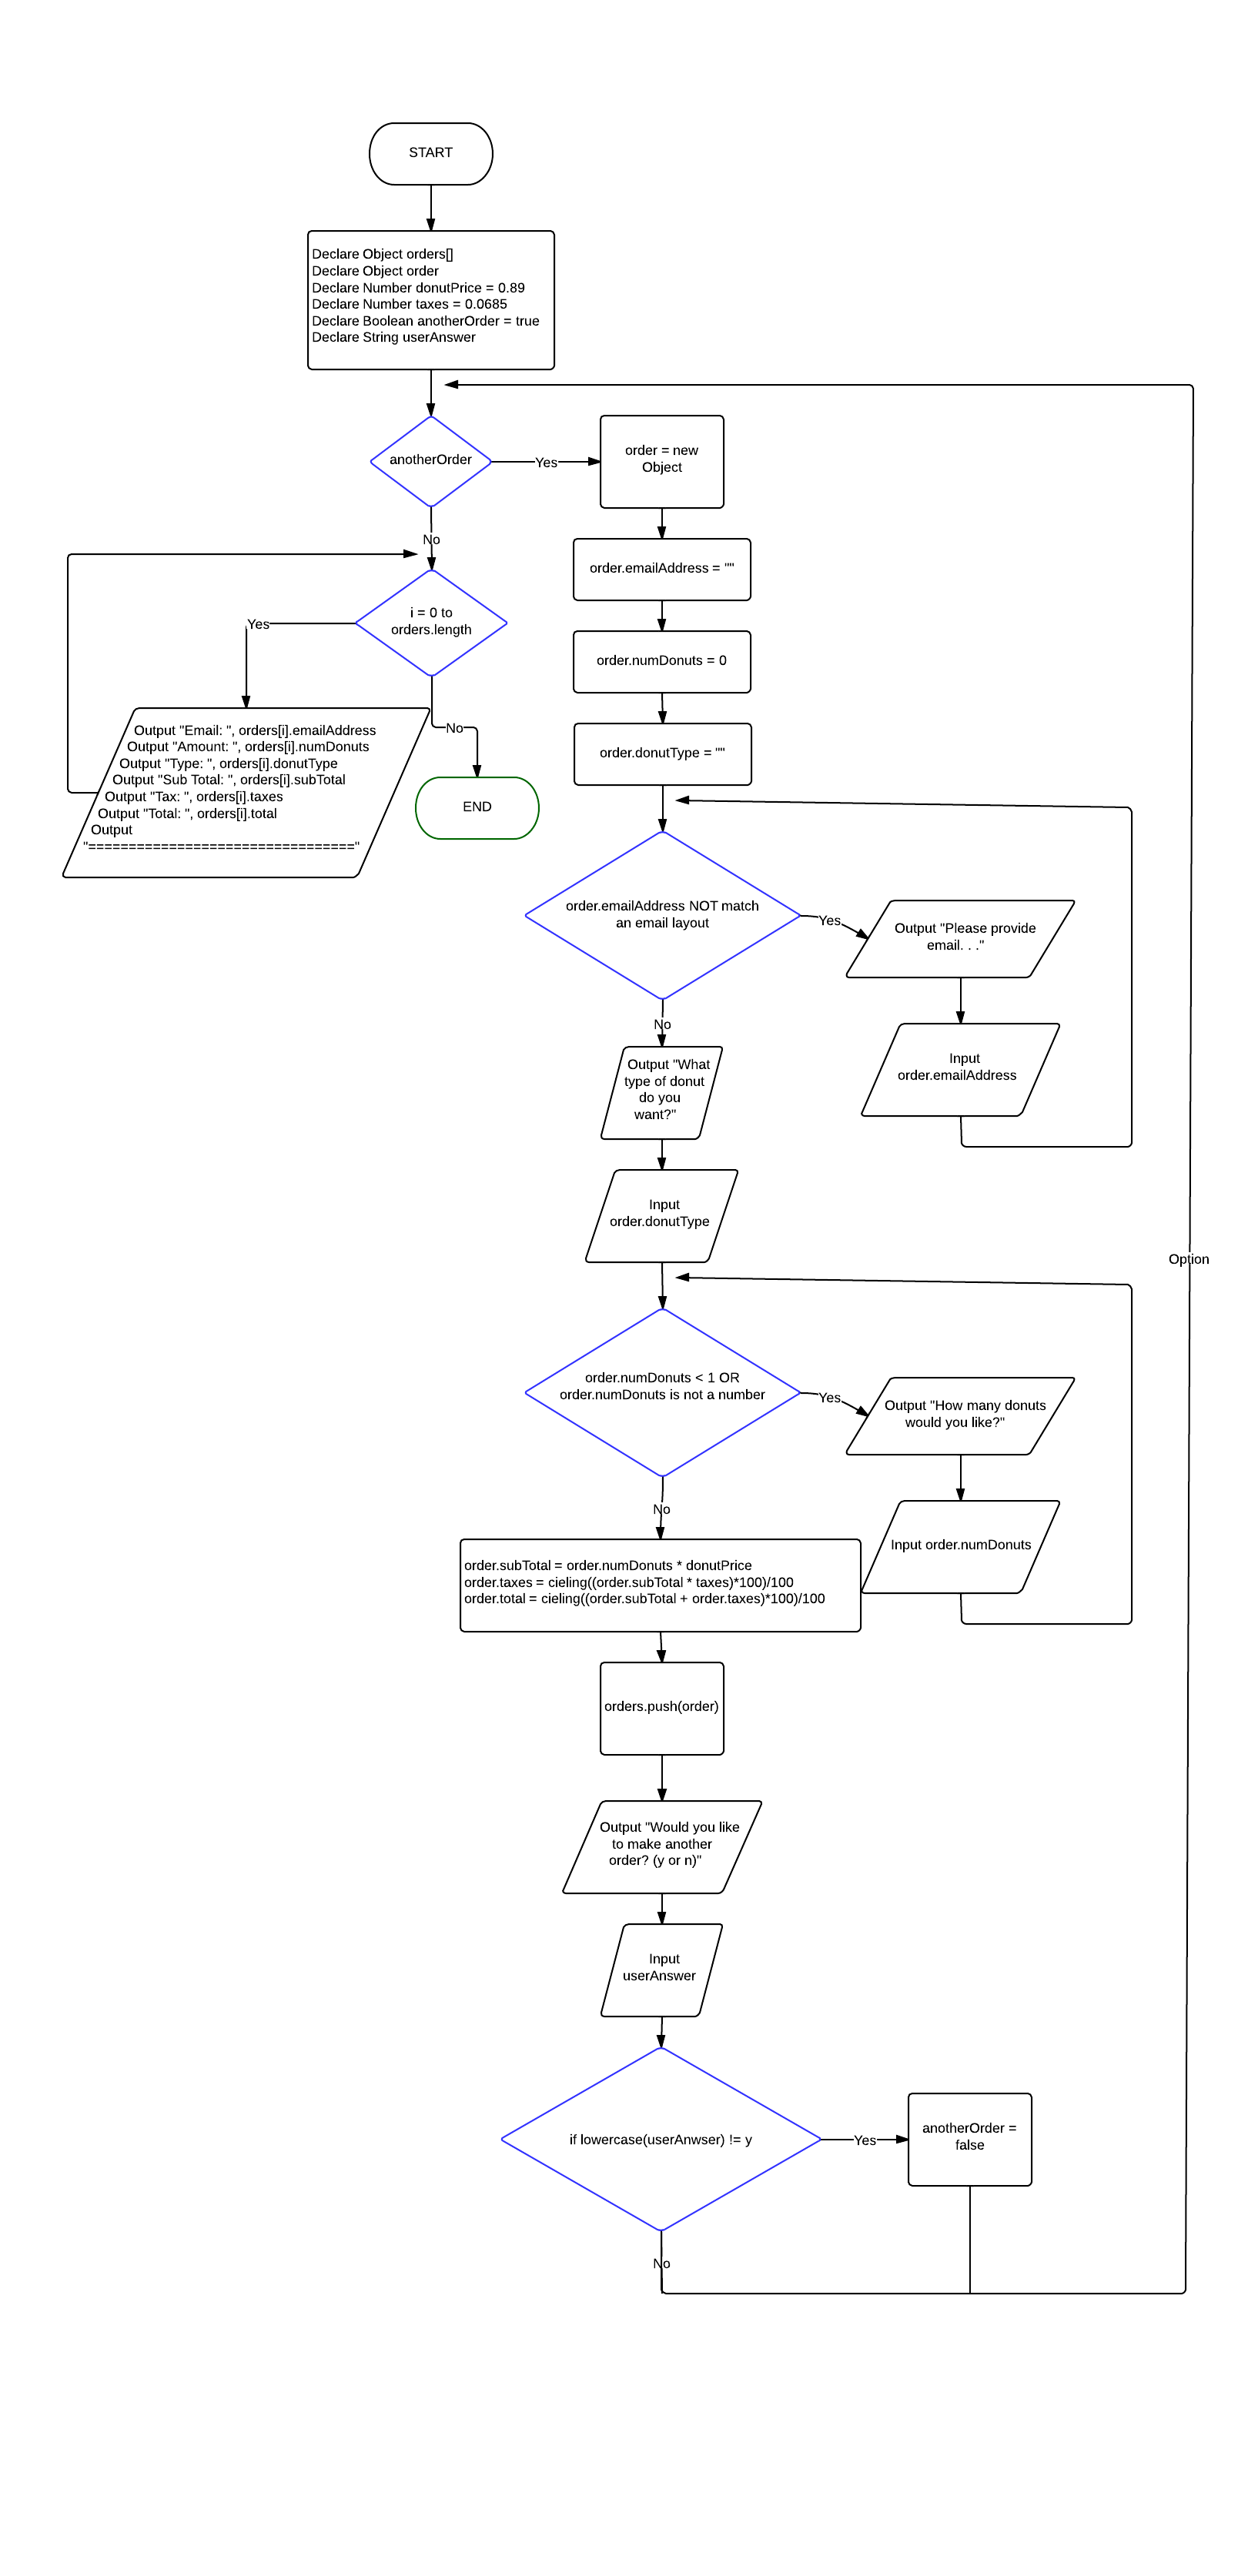 START
Declare Object orders[]
Declare Object order
Declare Number donutPrice = 0.89
Declare Number taxes = 0.0685
Declare Boolean anotherOrder = true
Declare String userAnswer
anotherOrder
Yes
order = new
Object
No
order.emailAddress = ""
i = 0 to
orders.length
Yes
order.numDonuts = 0
No
Output "Email: ", orders[i].emailAddress
Output "Amount: ", orders[i].numDonuts
Output "Type: ", orders[i].donutType
Output "Sub Total: ", orders[i].subTotal
Output "Tax: ", orders[i].taxes
Output "Total: ", orders[i].total
Output
"================================="
END
order.donutType = ""
order.emailAddress NOT match
an email layout
Yes
Output "Please provide
email. . ."
Input
order.emailAddress
No
Output "What
type of donut
do you
want?"
Input
order.donutType
Option
order.numDonuts < 1 OR
order.numDonuts is not a number
Yes
Output "How many donuts
would you like?"
Input order.numDonuts
No
order.subTotal = order.numDonuts * donutPrice
order.taxes = cieling((order.subTotal * taxes)*100)/100
order.total = cieling((order.subTotal + order.taxes)*100)/100
orders.push(order)
Output "Would you like
to make another
order? (y or n)"
Input
userAnswer
if lowercase(userAnwser) != y
Yes
anotherOrder =
false
No